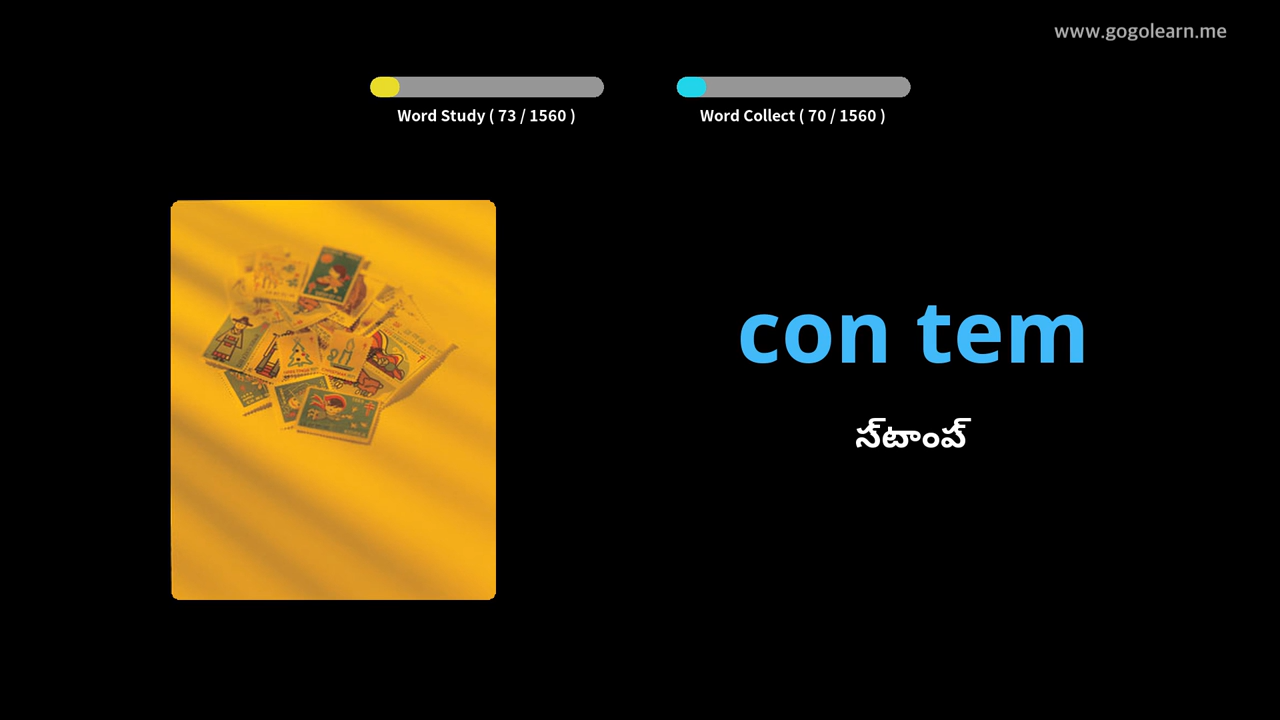 www.gogolearn.me
Word Study ( 73 / 1560 )
Word Collect ( 70 / 1560 )
con tem
స్‌టాంప్